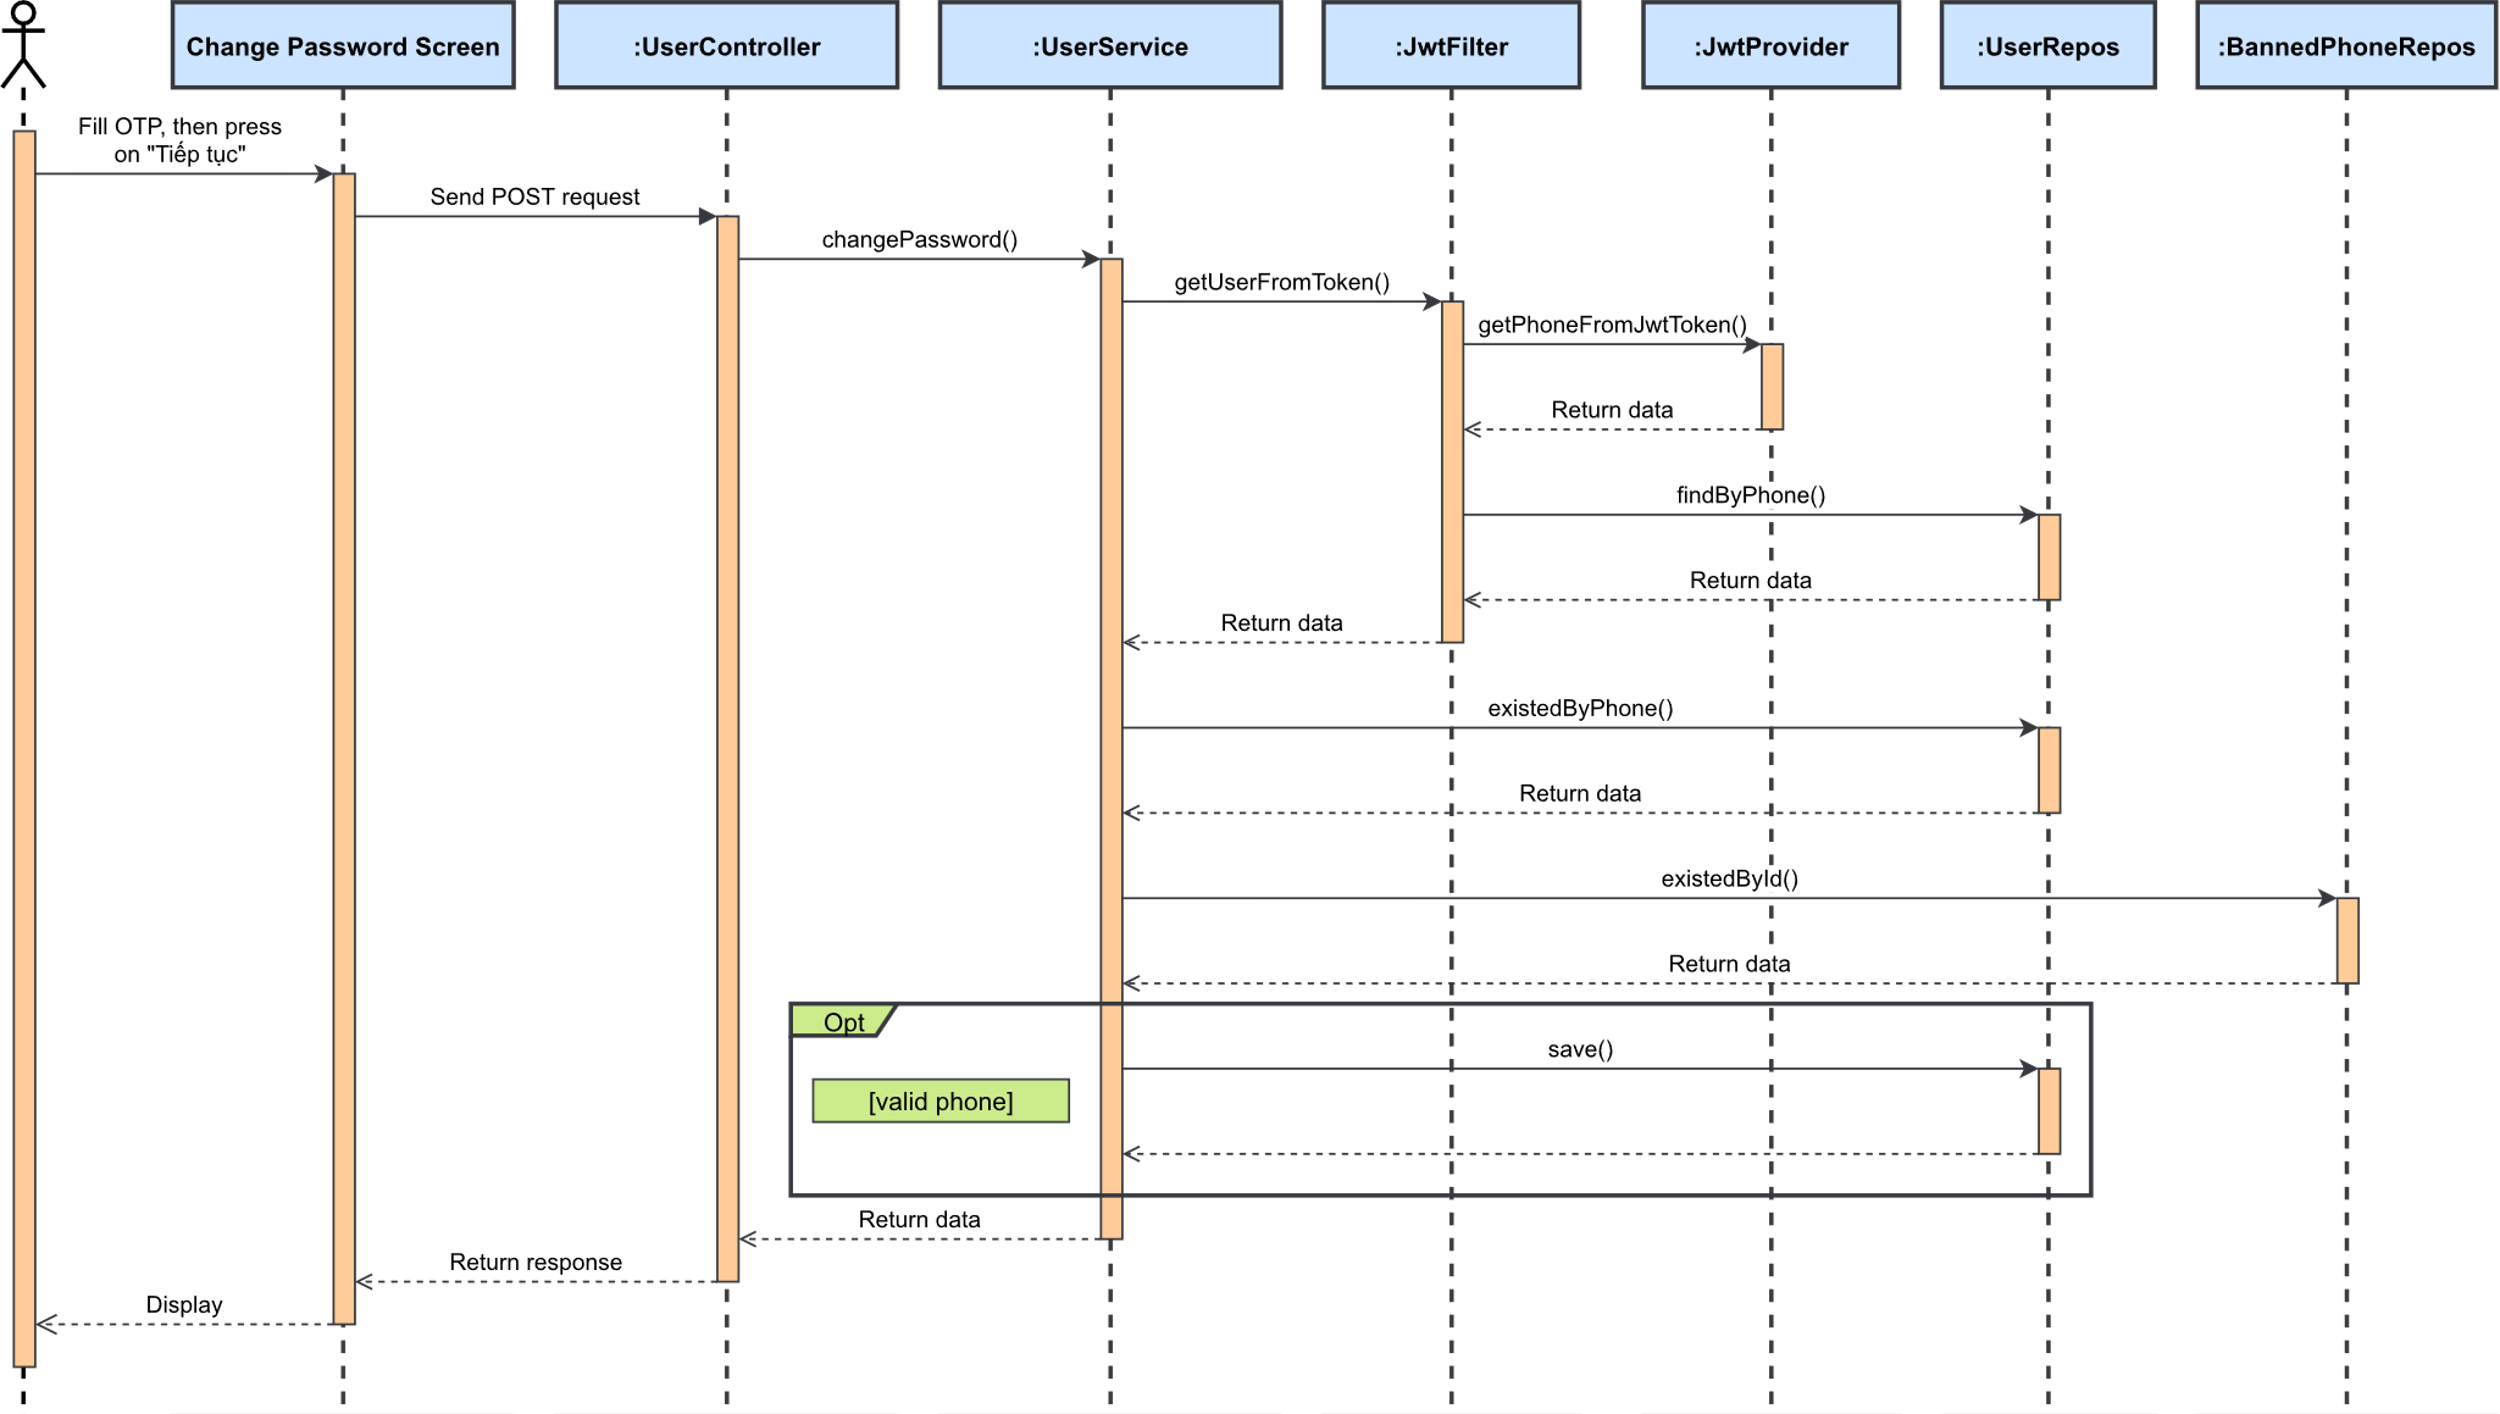 Change Password Screen
:UserController
:UserService
:JwtFilter
:JwtProvider
:UserRepos
:BannedPhoneRepos
Fill OTP, then press
on "Tiếp tục"
Send POST request
changePassword()
getUserFromToken()
getPhoneFromJwtToken()
Return data
findByPhone()
Return data
Return data
existedByPhone()
Return data
existedById()
Return data
Opt
save()
[valid phone]
Return data
Return response
Display